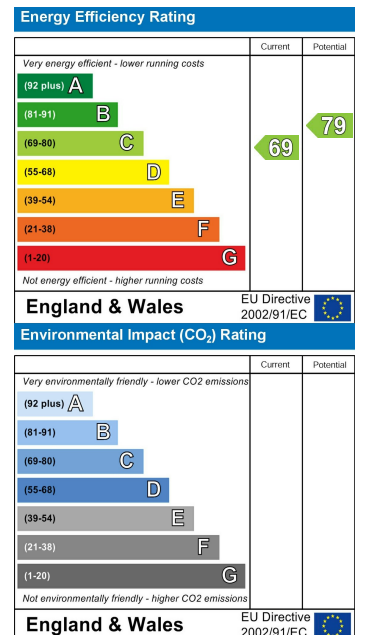 Energy Efficiency Rating
Current Potential
Very energy efficient - lower running costs
(92 plus) A
(81-91) B
(69-80) C
(55-68) D
(39-54) E
(21-38) F
(1-20) G
69
79
Not energy efficient - higher running costs
England & Wales
EU Directive
2002/91/EC
Environmental Impact (CO₂) Rating
Current Potential
Very environmentally friendly - lower CO2 emissions
(92 plus) A
(81-91) B
(69-80) C
(55-68) D
(39-54) E
(21-38) F
(1-20) G
Not environmentally friendly - higher CO2 emissions
England & Wales
EU Directive
2002/91/EC